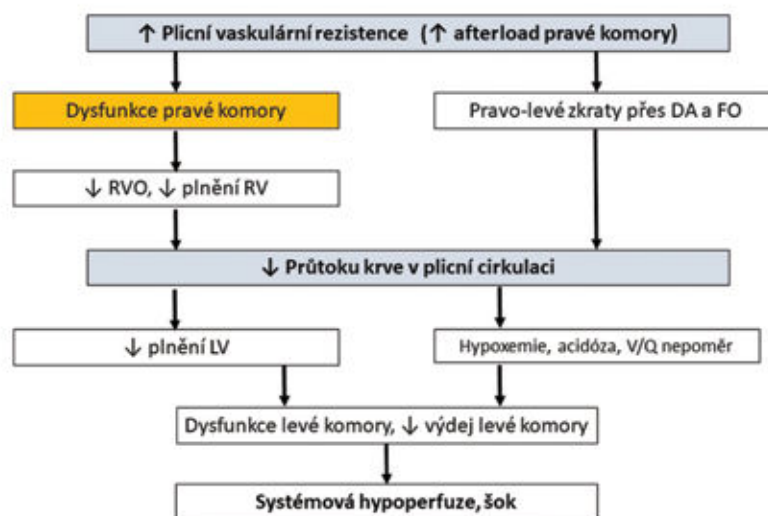 ↑ Plicní vaskulární rezistence (↑ afterload pravé komory)
Dysfunkce pravé komory
Pravo-levé zkraty přes DA a FO
↓ RVO, ↓ plnění RV
↓ Průtoku krve v plicní cirkulaci
↓ plnění LV
Hypoxemie, acidóza, V/Q nepoměr
Dysfunkce levé komory, ↓ výdej levé komory
Systémová hypoperfuze, šok